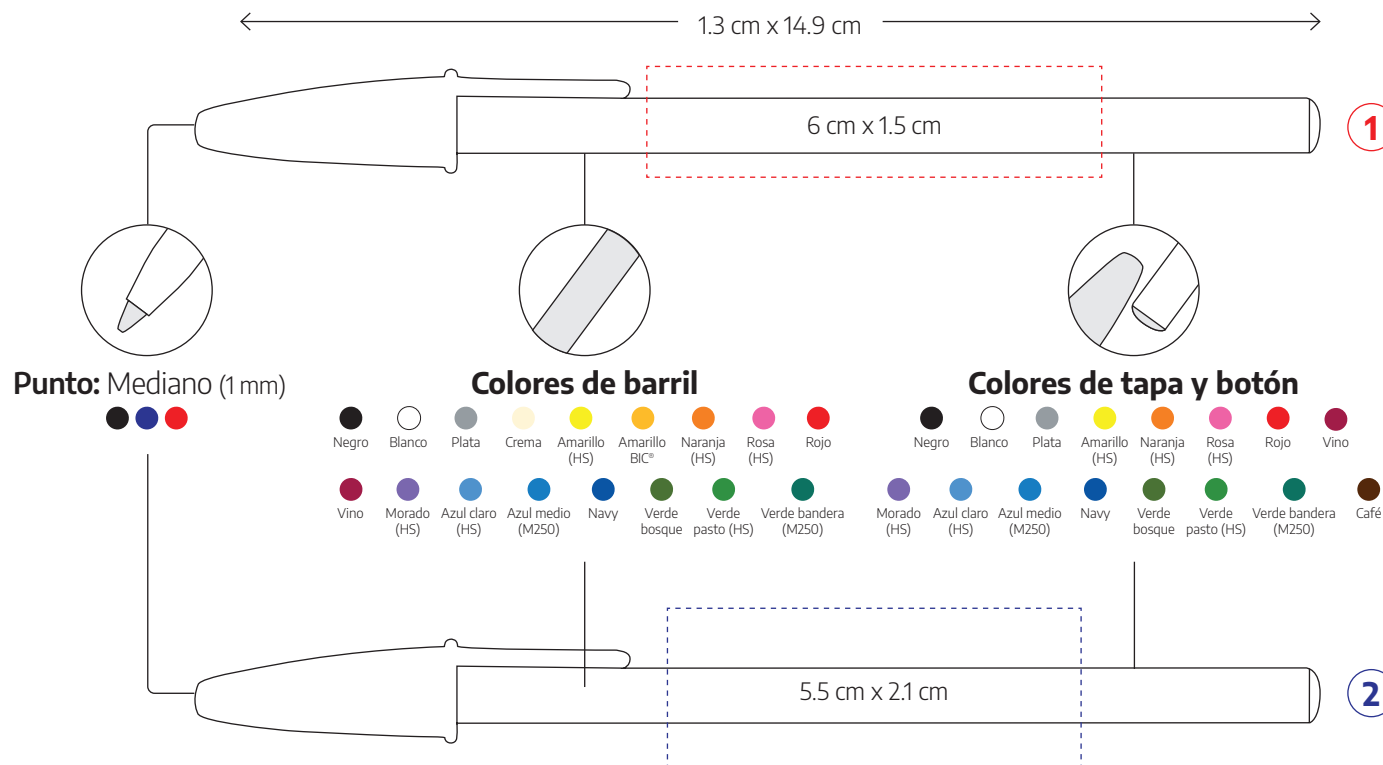 1.3 cm x 14.9 cm
6 cm x 1.5 cm
1
Punto: Mediano (1 mm)
Colores de barril
Colores de tapa y botón
Negro
Blanco
Plata
Crema
Amarillo
(HS)
Amarillo
BIC®
Naranja
(HS)
Rosa
(HS)
Rojo
Vino
Morado
(HS)
Azul claro
(HS)
Azul medio
(M250)
Navy
Verde
bosque
Verde
pasto (HS)
Verde bandera
(M250)
Negro
Blanco
Plata
Amarillo
(HS)
Naranja
(HS)
Rosa
(HS)
Rojo
Vino
Morado
(HS)
Azul claro
(HS)
Azul medio
(M250)
Navy
Verde
bosque
Verde
pasto (HS)
Verde bandera
(M250)
Café
5.5 cm x 2.1 cm
2